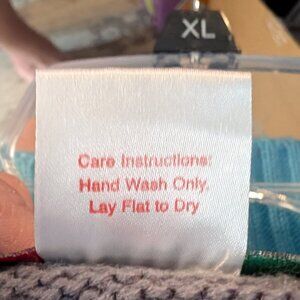 XL
Care Instructions:
Hand Wash Only.
Lay Flat to Dry